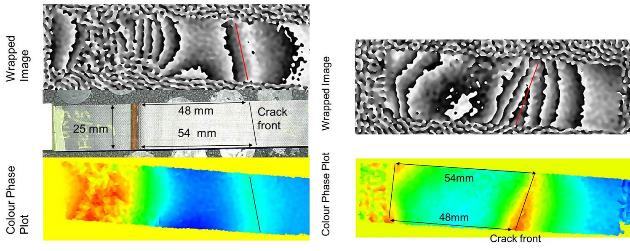 Wrapped
Image
48 mm
Crack
front
25 mm
54 mm
Colour Phase
Plot
Wrapped Image
Colour Phase Plot
54mm
48mm
Crack front